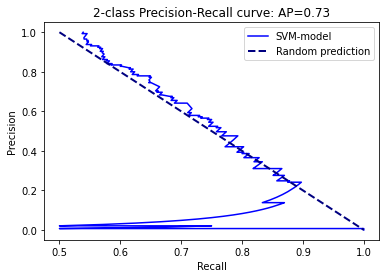 2-class Precision-Recall curve: AP=0.73
SVM-model
Random prediction
Precision
1.0
0.8
0.6
0.4
0.2
0.0
0.5 0.6 0.7 0.8 0.9 1.0
Recall